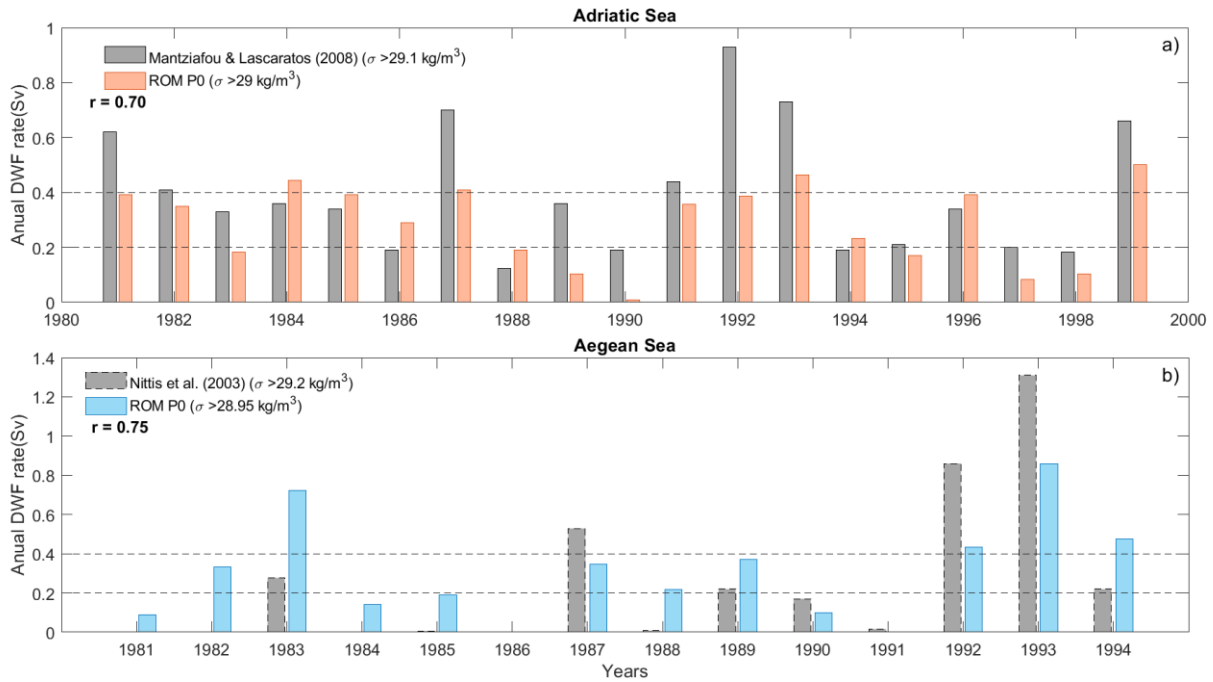 Adriatic Sea
a)
Mantziafou & Lascaratos (2008) (σ >29.1 kg/m³)
ROM P0 (σ >29 kg/m³)
r = 0.70
Anual DWF rate(Sv)
1
0.8
0.6
0.4
0.2
0
1980 1982 1984 1986 1988 1990 1992 1994 1996 1998 2000
Aegean Sea
b)
Nittis et al. (2003) (σ >29.2 kg/m³)
ROM P0 (σ >28.95 kg/m³)
r = 0.75
Anual DWF rate(Sv)
1.4
1.2
1
0.8
0.6
0.4
0.2
0
1981 1982 1983 1984 1985 1986 1987 1988 1989 1990 1991 1992 1993 1994
Years